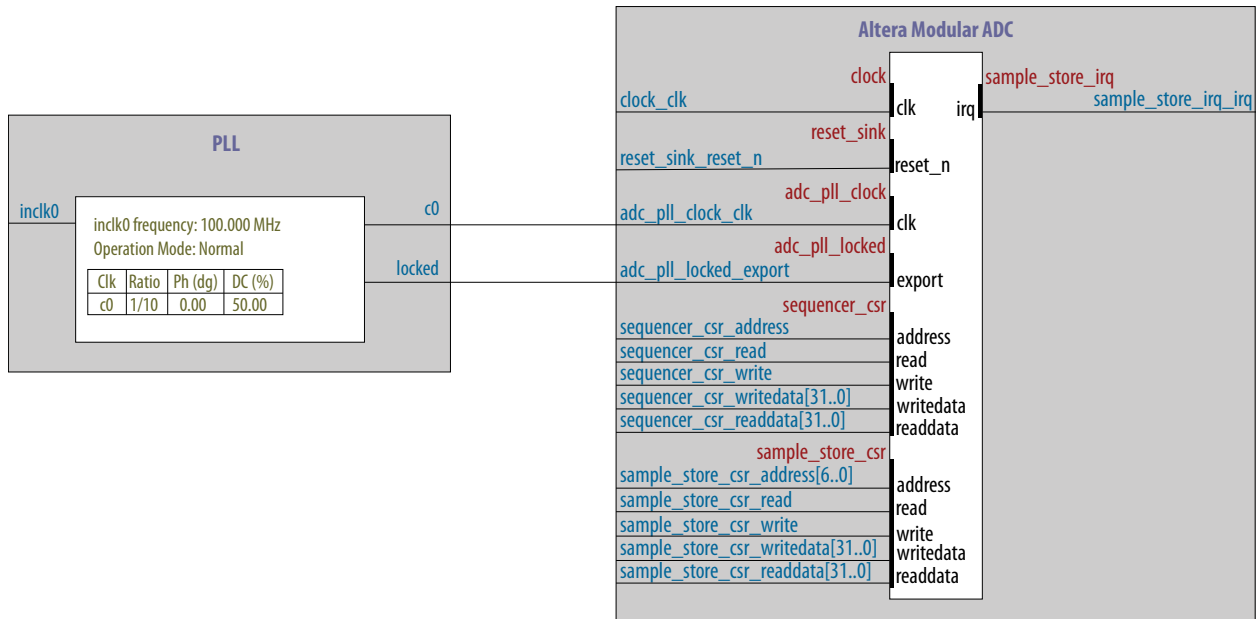 PLL
inclk0
inclk0 frequency: 100.000 MHz
Operation Mode: Normal
Clk Ratio Ph (dg) DC (%)
c0 1/10 0.00 50.00
c0
locked
Altera Modular ADC
clock
clock_clk
clk
reset_sink
reset_sink_reset_n
reset_n
adc_pll_clock
adc_pll_clock_clk
clk
adc_pll_locked
adc_pll_locked_export
export
sequencer_csr
sequencer_csr_address
address
sequencer_csr_read
read
sequencer_csr_write
write
sequencer_csr_writedata[31..0]
writedata
sequencer_csr_readdata[31..0]
readdata
sample_store_csr
sample_store_csr_address[6..0]
address
sample_store_csr_read
read
sample_store_csr_write
write
sample_store_csr_writedata[31..0]
writedata
sample_store_csr_readdata[31..0]
readdata
sample_store_irq
irq
sample_store_irq_irq